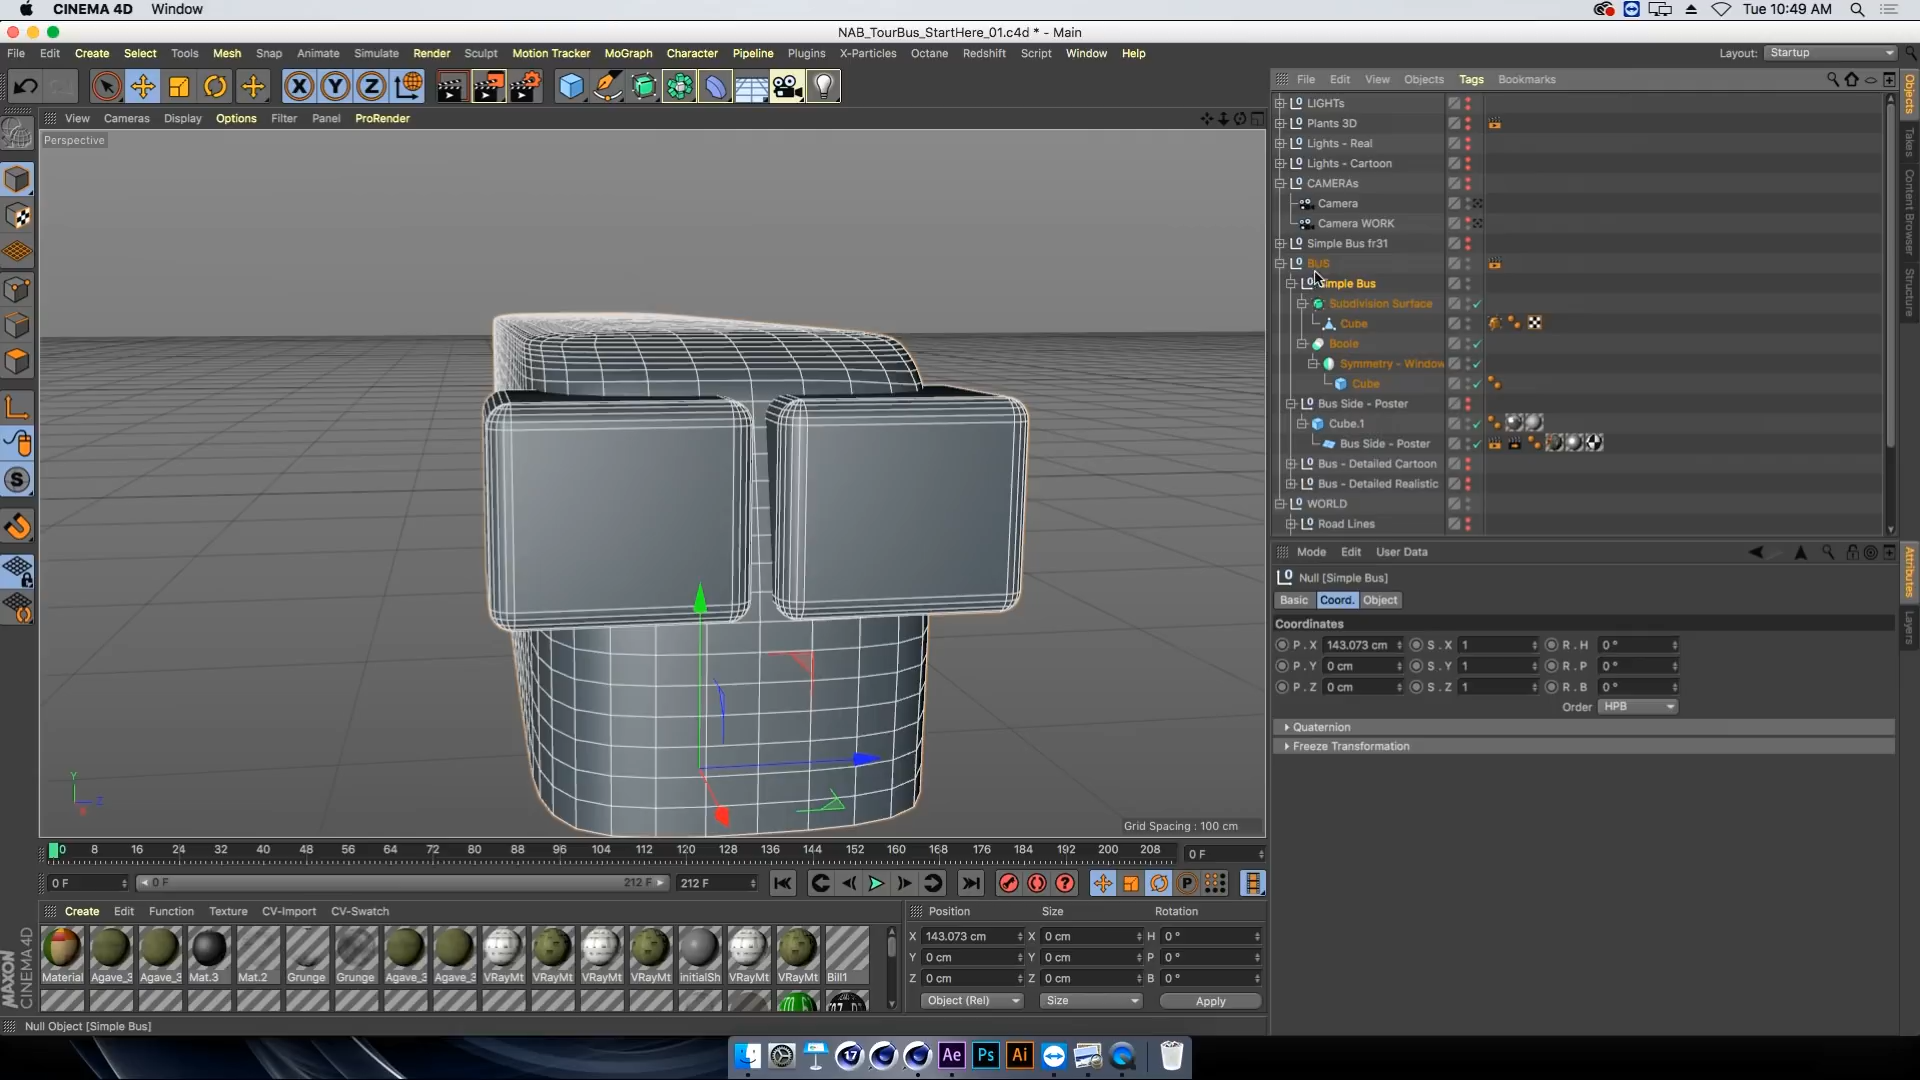 CINEMA 4D Window Tue 10:49 AM
NAB_TourBus_StartHere_01.c4d * - Main
File Edit Create Select Tools Mesh Snap Animate Simulate Render Sculpt Motion Tracker MoGraph Character Pipeline Plugins X-Particles Octane Redshift Script Window Help Layout: Startup
File Edit View Objects Tags Bookmarks
View Cameras Display Options Filter Panel ProRender
Perspective
LIGHTs
Plants 3D
Lights - Real
Lights - Cartoon
CAMERAs
Camera
Camera WORK
Simple Bus fr31
BUS
Simple Bus
Subdivision Surface
Cube
Boole
Symmetry - Window
Cube
Bus Side - Poster
Cube.1
Bus Side - Poster
Bus - Detailed Cartoon
Bus - Detailed Realistic
WORLD
Road Lines
Objects
Takes
Content Browser
Structure
Mode Edit User Data
Null [Simple Bus]
Basic Coord. Object
Coordinates
P . X 143.073 cm S . X 1 R . H 0 °
P . Y 0 cm S . Y 1 R . P 0 °
P . Z 0 cm S . Z 1 R . B 0 °
Order HPB
Quaternion
Freeze Transformation
Attributes
Layers
Y
Z
Grid Spacing : 100 cm
0 8 16 24 32 40 48 56 64 72 80 88 96 104 112 120 128 136 144 152 160 168 176 184 192 200 208 0 F
0 F 0 F 212 F 212 F
Create Edit Function Texture CV-Import CV-Swatch
Material Agave_3 Agave_3 Mat.3 Mat.2 Grunge Grunge Agave_3 Agave_3 VRayMt VRayMt VRayMt VRayMt initialSh VRayMt VRayMt Bill1
Position Size Rotation
X 143.073 cm X 0 cm H 0 °
Y 0 cm Y 0 cm P 0 °
Z 0 cm Z 0 cm B 0 °
Object (Rel) Size Apply
MAXON
CINEMA4D
Null Object [Simple Bus]
17 Ae Ps Ai